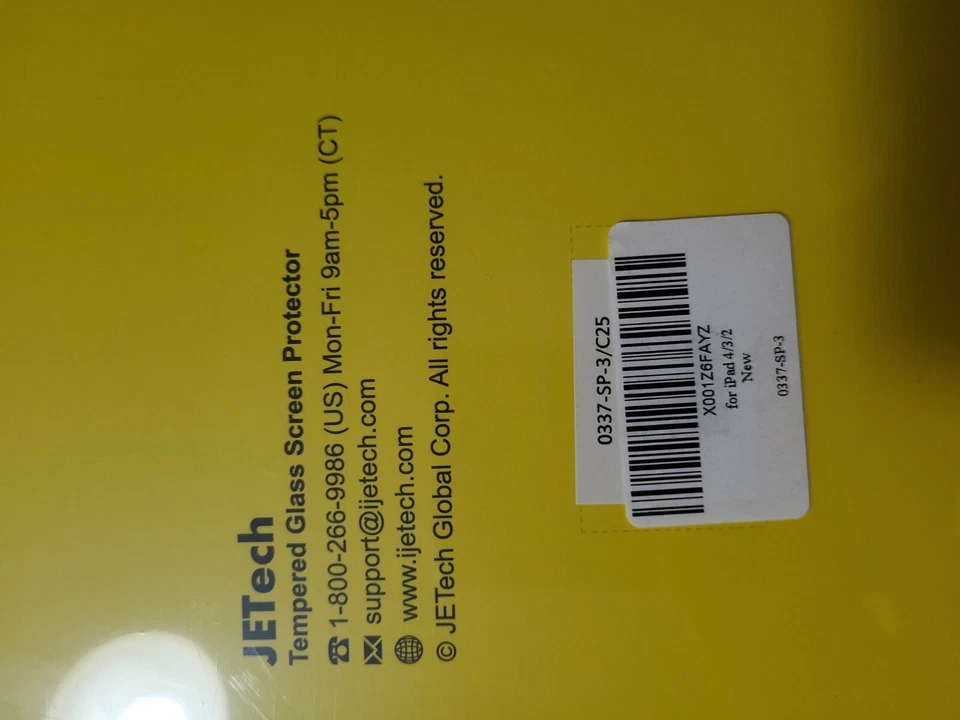 JETech
Tempered Glass Screen Protector
1-800-266-9986 (US) Mon-Fri 9am-5pm (CT)
support@ijetech.com
www.ijetech.com
© JETech Global Corp. All rights reserved.
0337-SP-3/C25
X001Z6FAYZ
for iPad 4/3/2
New
0337-SP-3